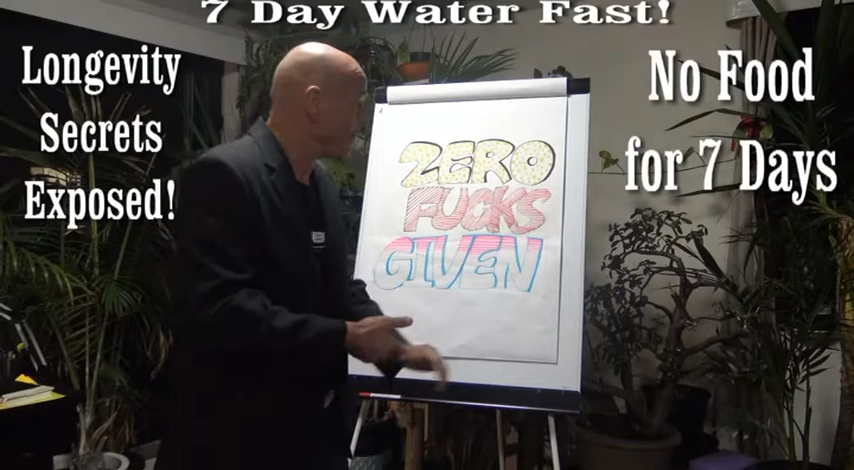 7 Day Water Fast!
Longevity
Secrets
Exposed!
No Food
for 7 Days
ZERO
FUCKS
GIVEN